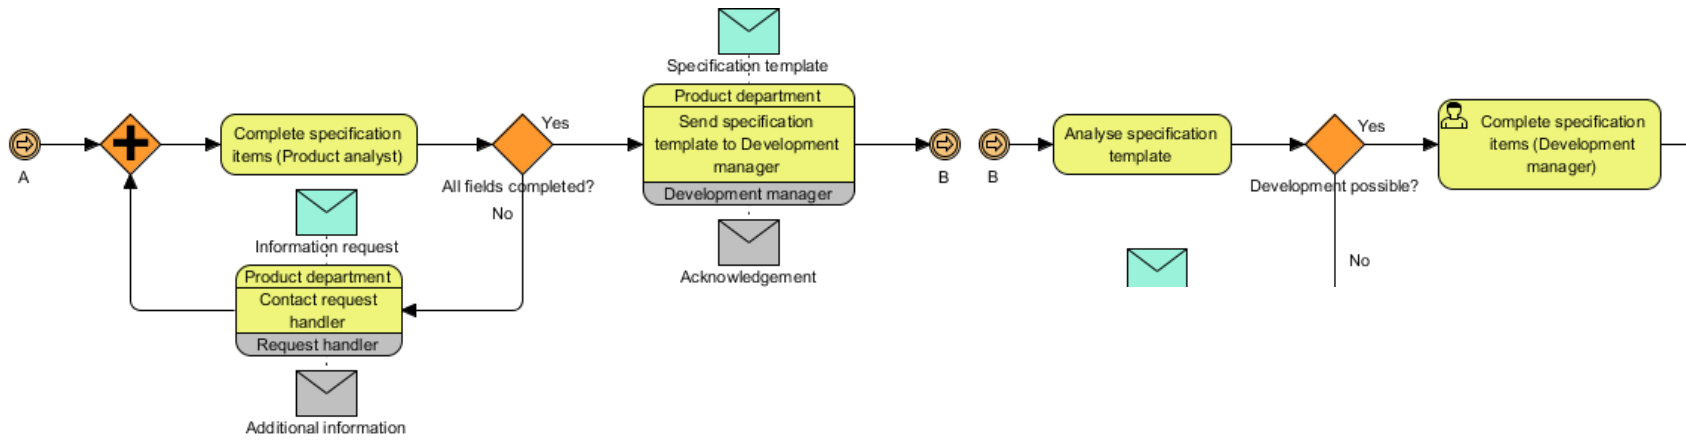 Specification template
Product department
Send specification
template to Development
manager
Development manager
Acknowledgement
A
Complete specification
items (Product analyst)
Yes
All fields completed?
No
Information request
Product department
Contact request
handler
Request handler
Additional information
B
B
Analyse specification
template
Yes
Development possible?
No
Complete specification
items (Development
manager)